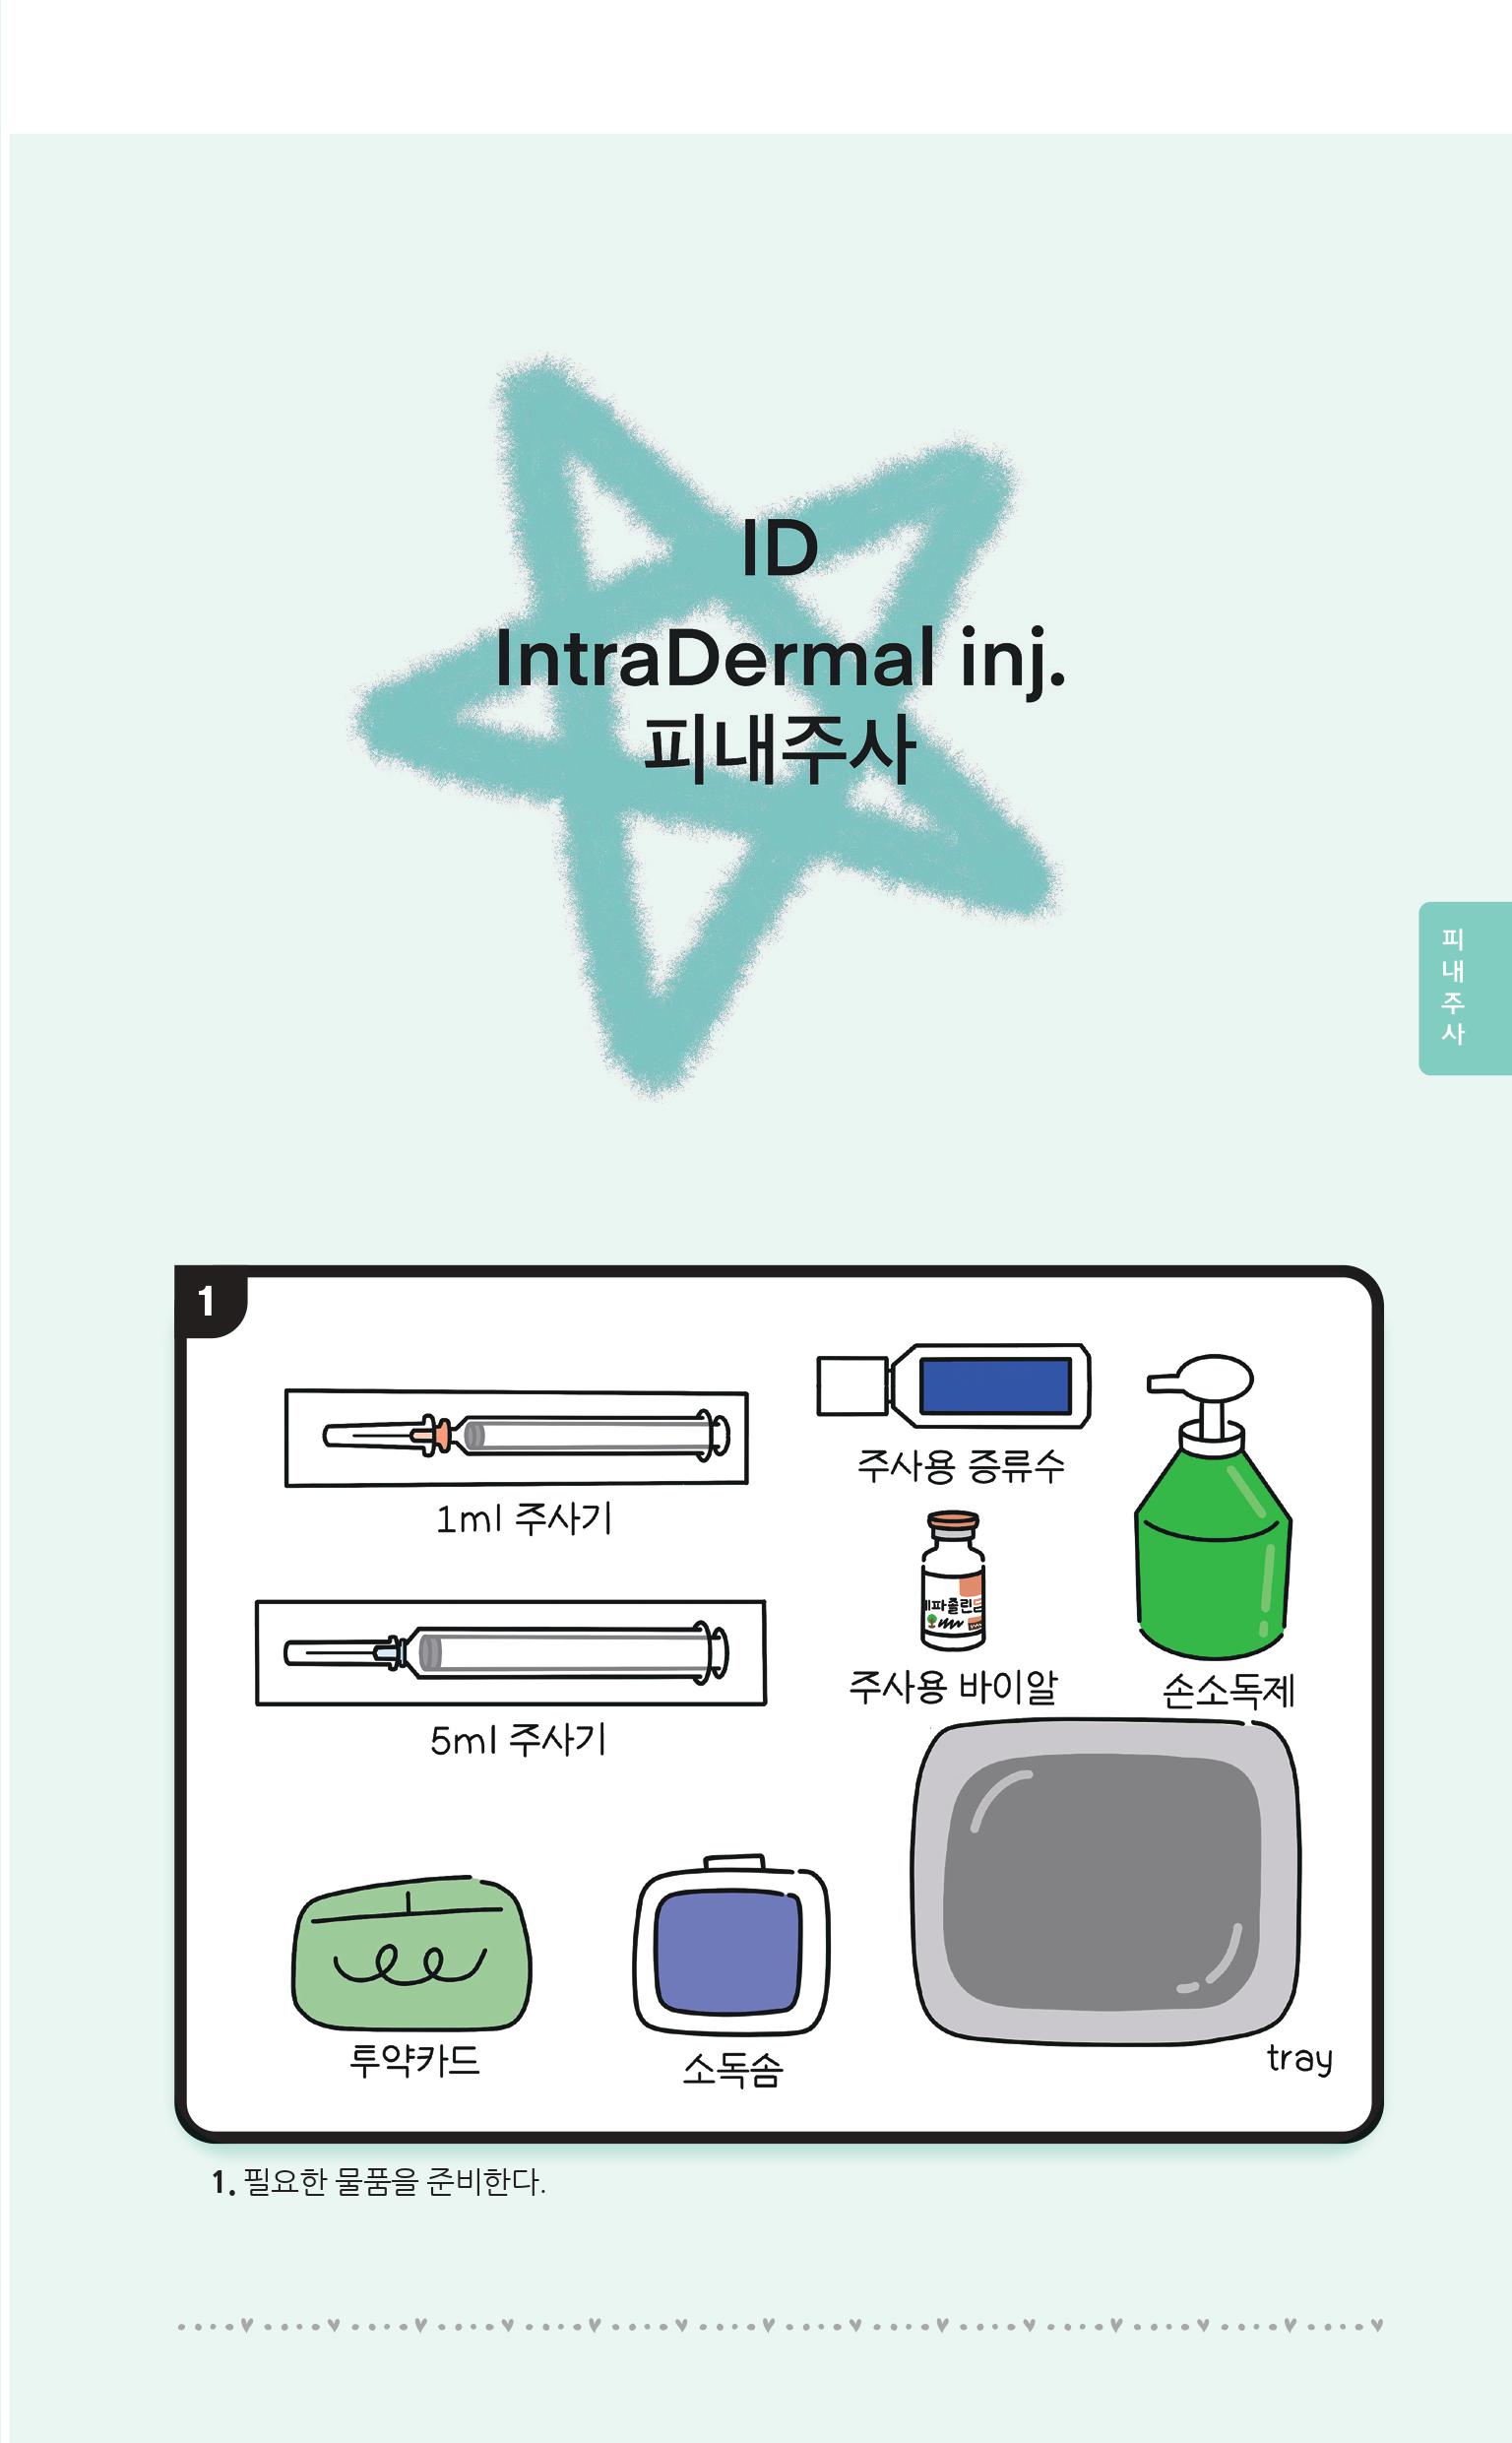 ID
IntraDermal inj.
피내주사
피내주사
1
1ml 주사기
주사용 증류수
세파졸린
주사용 바이알
손소독제
5ml 주사기
투약카드
소독솜
tray
1. 필요한 물품을 준비한다.